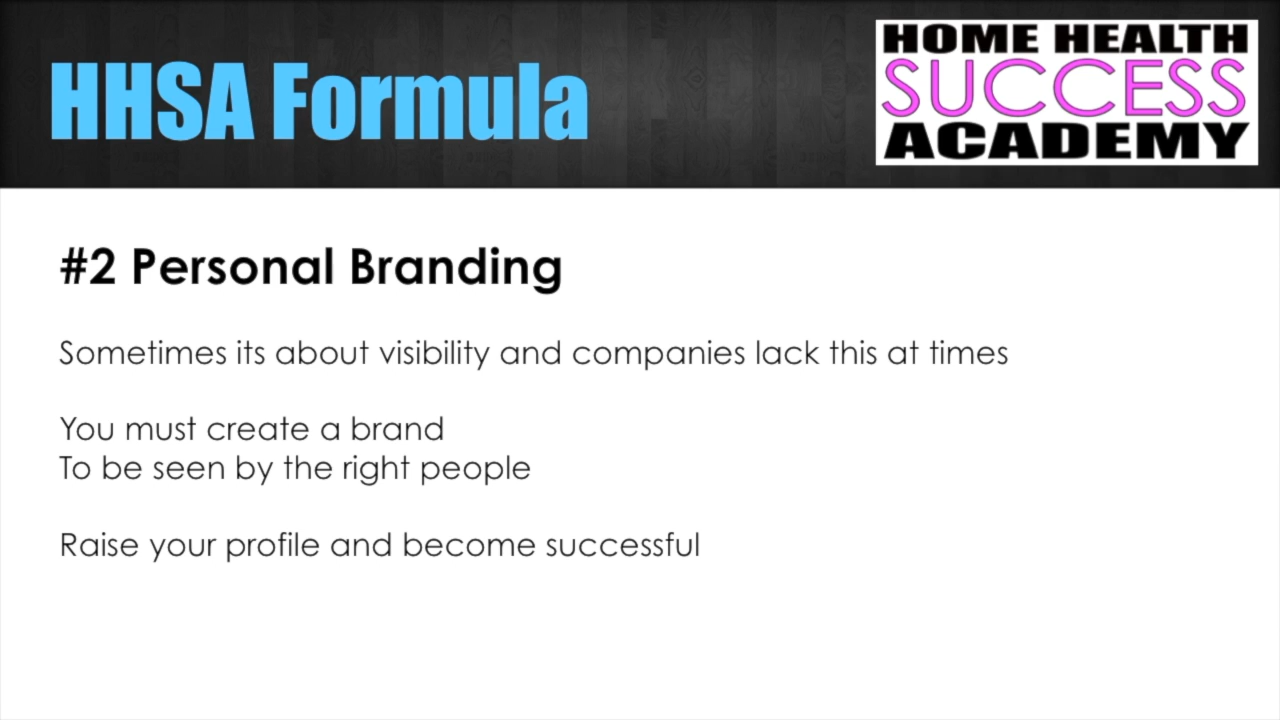 HHSA Formula
HOME HEALTH
SUCCESS
ACADEMY
#2 Personal Branding
Sometimes its about visibility and companies lack this at times
You must create a brand
To be seen by the right people
Raise your profile and become successful